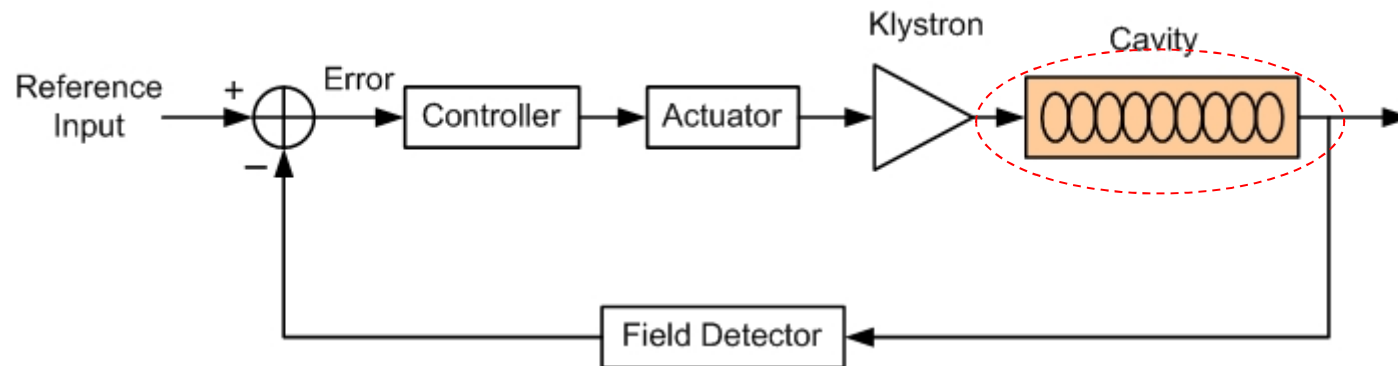 Klystron
Cavity
Reference
Input
+
Error
Controller
Actuator
−
Field Detector